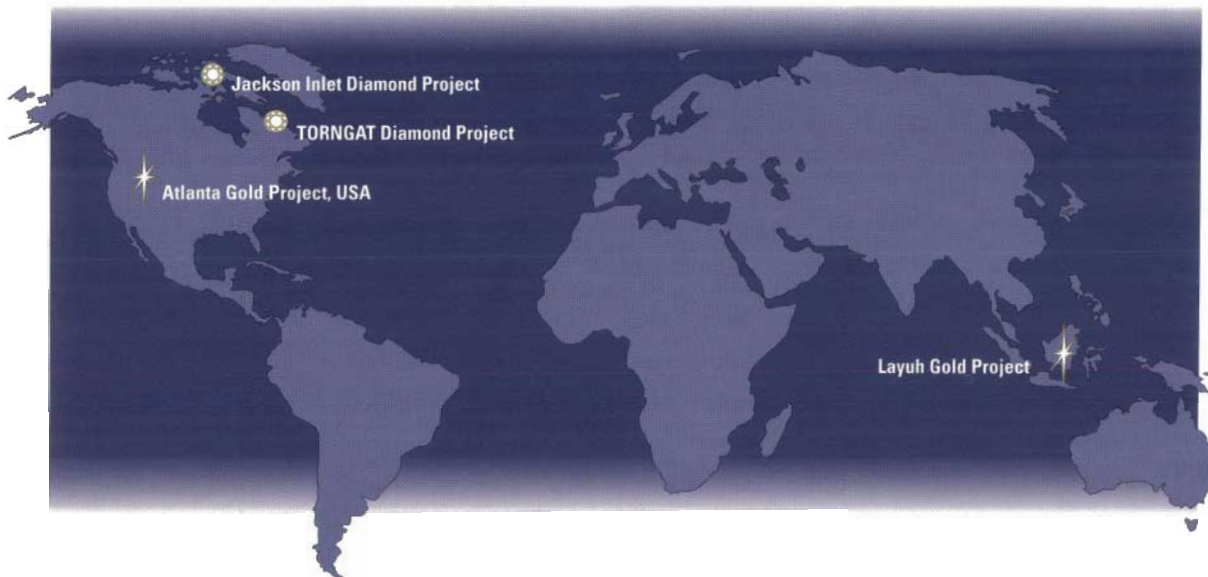 Jackson Inlet Diamond Project
TORNGAT Diamond Project
Atlanta Gold Project, USA
Layuh Gold Project